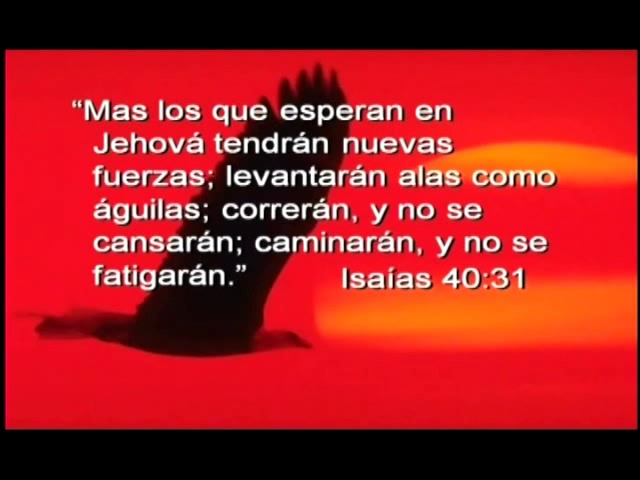 “Mas los que esperan en
Jehová tendrán nuevas
fuerzas; levantarán alas como
águilas; correrán, y no se
cansarán; caminarán, y no se
fatigarán.” Isaías 40:31